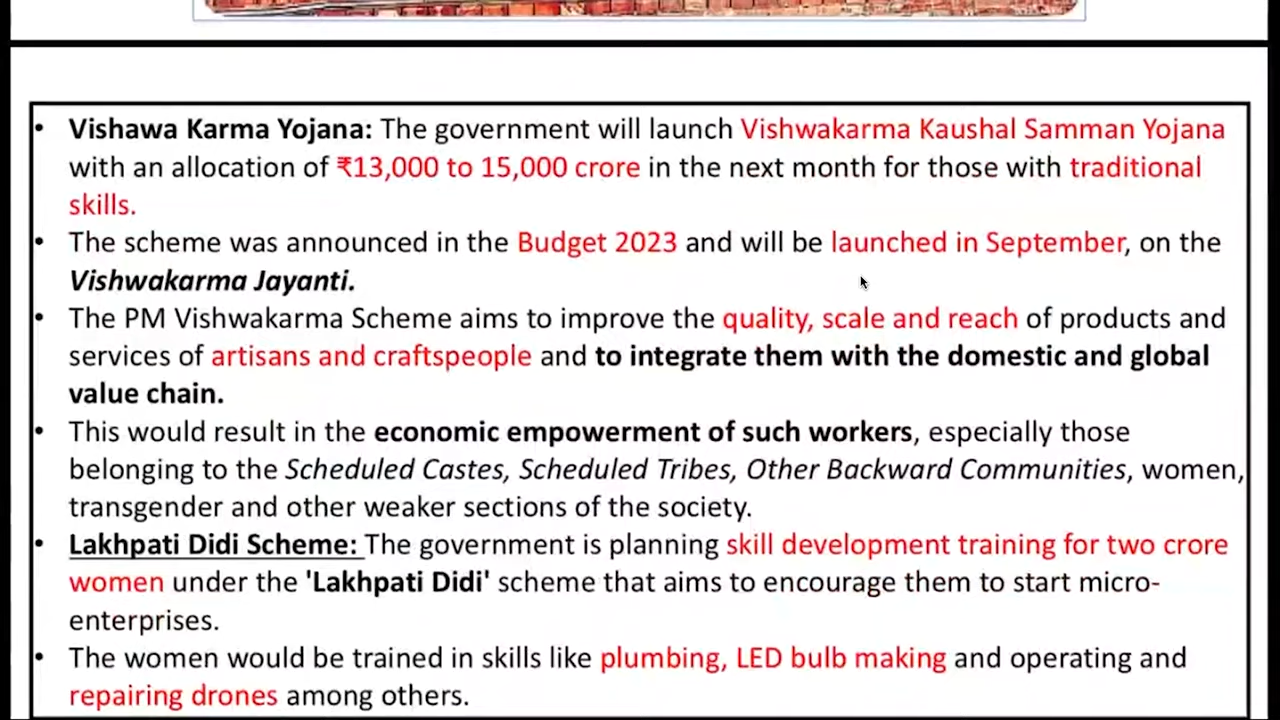 • Vishawa Karma Yojana: The government will launch Vishwakarma Kaushal Samman Yojana
with an allocation of ₹13,000 to 15,000 crore in the next month for those with traditional
skills.
• The scheme was announced in the Budget 2023 and will be launched in September, on the
Vishwakarma Jayanti.
• The PM Vishwakarma Scheme aims to improve the quality, scale and reach of products and
services of artisans and craftspeople and to integrate them with the domestic and global
value chain.
• This would result in the economic empowerment of such workers, especially those
belonging to the Scheduled Castes, Scheduled Tribes, Other Backward Communities, women,
transgender and other weaker sections of the society.
• Lakhpati Didi Scheme: The government is planning skill development training for two crore
women under the 'Lakhpati Didi' scheme that aims to encourage them to start micro-
enterprises.
• The women would be trained in skills like plumbing, LED bulb making and operating and
repairing drones among others.